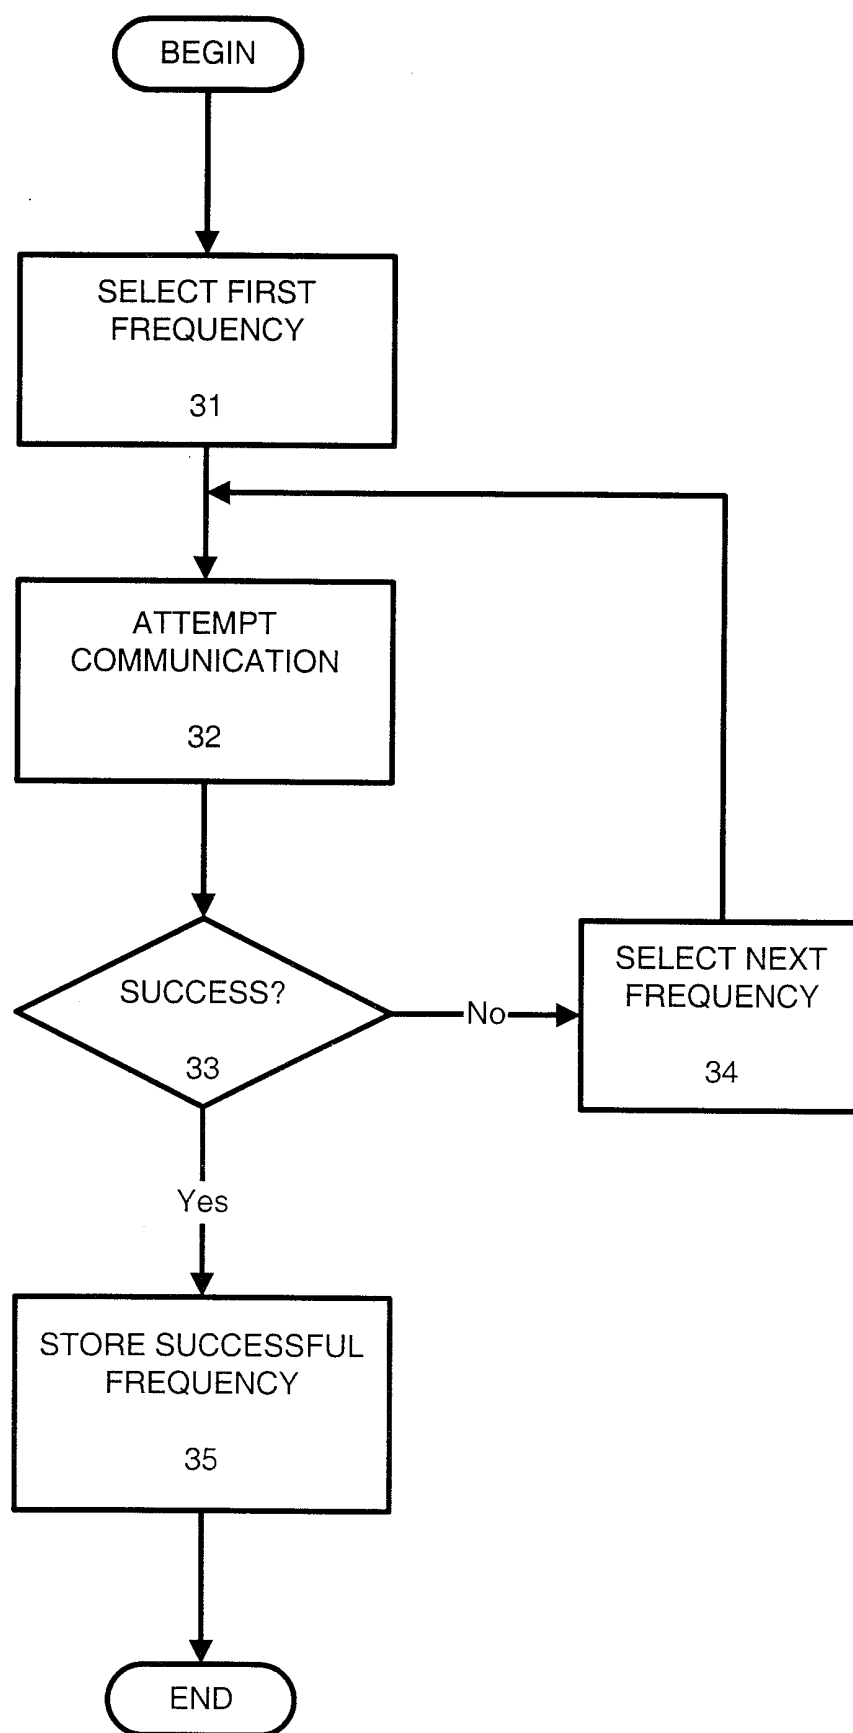 BEGIN
SELECT FIRST
FREQUENCY
31
ATTEMPT
COMMUNICATION
32
SUCCESS?
33
No
SELECT NEXT
FREQUENCY
34
Yes
STORE SUCCESSFUL
FREQUENCY
35
END